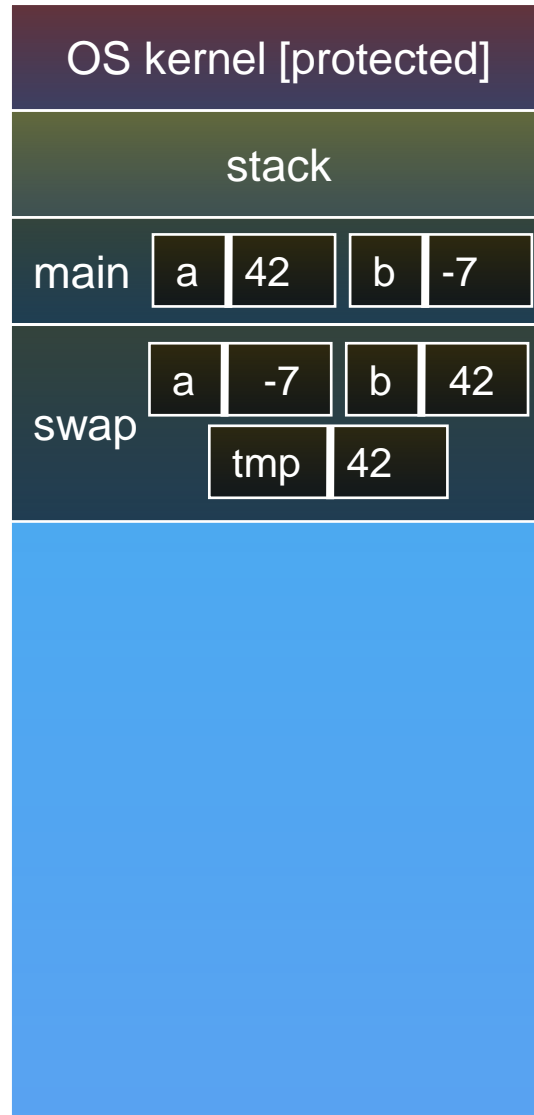 OS kernel [protected]
stack
main a 42 b -7
a -7 b 42
swap
tmp 42